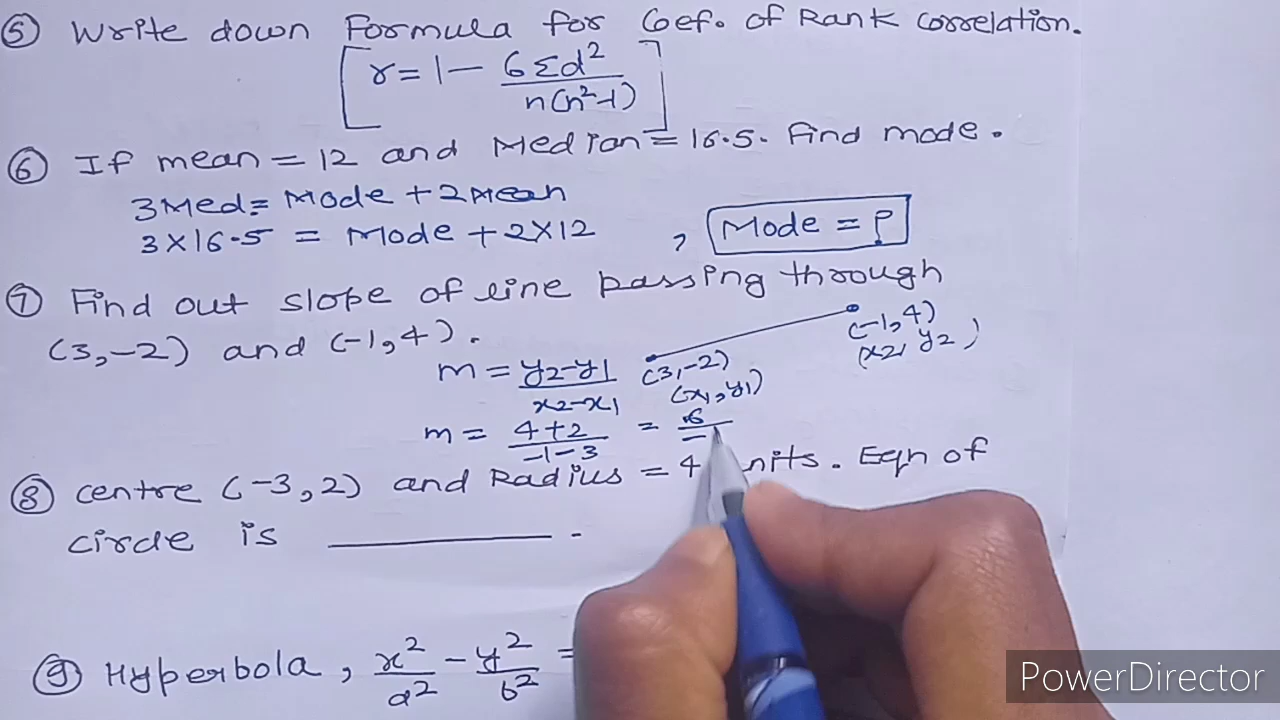 ⑤ Write down Formula for Coef. of Rank Correlation.
[r = 1 - 6Σd² / n(n²-1)]
⑥ If mean = 12 and Median = 16.5. Find mode.
3Med = Mode + 2Mean
3×16.5 = Mode + 2×12 , Mode = ?
⑦ Find out slope of line passing through
(3,-2) and (-1,4).
(-1,4)
(x2, y2)
m = y2-y1 / x2-x1
(3,-2)
(x1,y1)
m = 4+2 / -1-3 = 6 / -
⑧ centre (-3,2) and Radius = 4 units. Eqn of
circle is ________.
⑨ Hyperbola, x²/a² - y²/b² =
PowerDirector